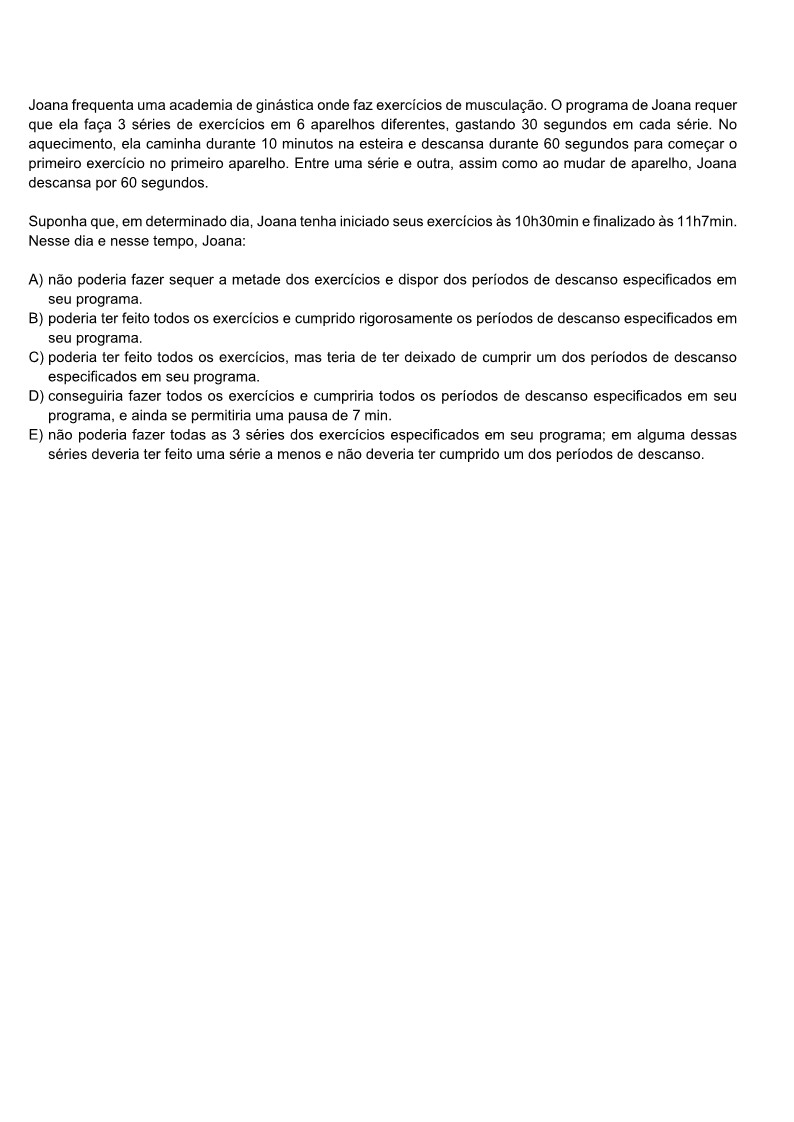 Joana frequenta uma academia de ginástica onde faz exercícios de musculação. O programa de Joana requer
que ela faça 3 séries de exercícios em 6 aparelhos diferentes, gastando 30 segundos em cada série. No
aquecimento, ela caminha durante 10 minutos na esteira e descansa durante 60 segundos para começar o
primeiro exercício no primeiro aparelho. Entre uma série e outra, assim como ao mudar de aparelho, Joana
descansa por 60 segundos.
Suponha que, em determinado dia, Joana tenha iniciado seus exercícios às 10h30min e finalizado às 11h7min.
Nesse dia e nesse tempo, Joana:
A) não poderia fazer sequer a metade dos exercícios e dispor dos períodos de descanso especificados em
seu programa.
B) poderia ter feito todos os exercícios e cumprido rigorosamente os períodos de descanso especificados em
seu programa.
C) poderia ter feito todos os exercícios, mas teria de ter deixado de cumprir um dos períodos de descanso
especificados em seu programa.
D) conseguiria fazer todos os exercícios e cumpriria todos os períodos de descanso especificados em seu
programa, e ainda se permitiria uma pausa de 7 min.
E) não poderia fazer todas as 3 séries dos exercícios especificados em seu programa; em alguma dessas
séries deveria ter feito uma série a menos e não deveria ter cumprido um dos períodos de descanso.